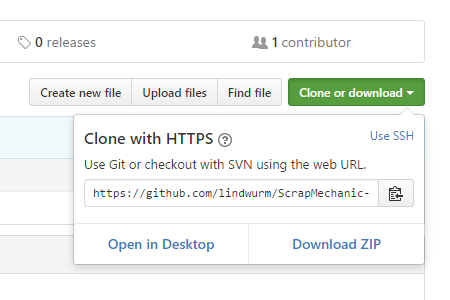 0 releases
1 contributor
Create new file
Upload files
Find file
Clone or download
Clone with HTTPS ?
Use SSH
Use Git or checkout with SVN using the web URL.
https://github.com/lindwurm/ScrapMechanic-
Open in Desktop
Download ZIP